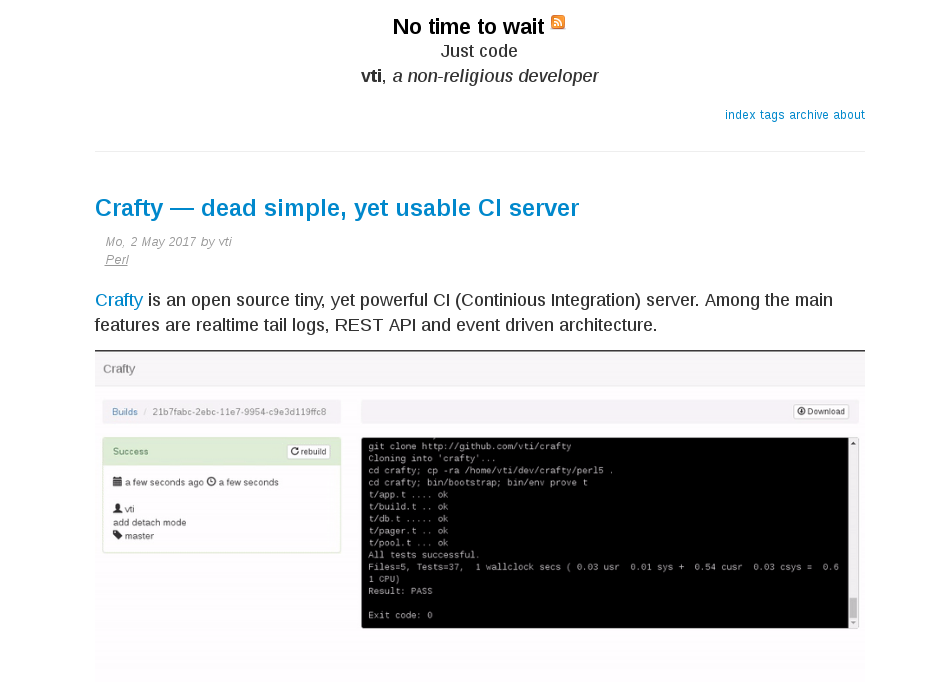 No time to wait
Just code
vti, a non-religious developer
index tags archive about
Crafty — dead simple, yet usable CI server
Mo, 2 May 2017 by vti
Perl
Crafty is an open source tiny, yet powerful CI (Continious Integration) server. Among the main
features are realtime tail logs, REST API and event driven architecture.
Crafty
Builds / 21b7fabc-2ebc-11e7-9954-c9e3d119ffc8
Download
Success
rebuild
a few seconds ago a few seconds
vti
add detach mode
master
git clone http://github.com/vti/crafty
Cloning into 'crafty'...
cd crafty; cp -ra /home/vti/dev/crafty/perl5 .
cd crafty; bin/bootstrap; bin/env prove t
t/app.t .... ok
t/build.t .. ok
t/db.t ..... ok
t/pager.t .. ok
t/pool.t ... ok
All tests successful.
Files=5, Tests=37,  1 wallclock secs ( 0.03 usr  0.01 sys +  0.54 cusr  0.03 csys =  0.6
1 CPU)
Result: PASS
Exit code: 0